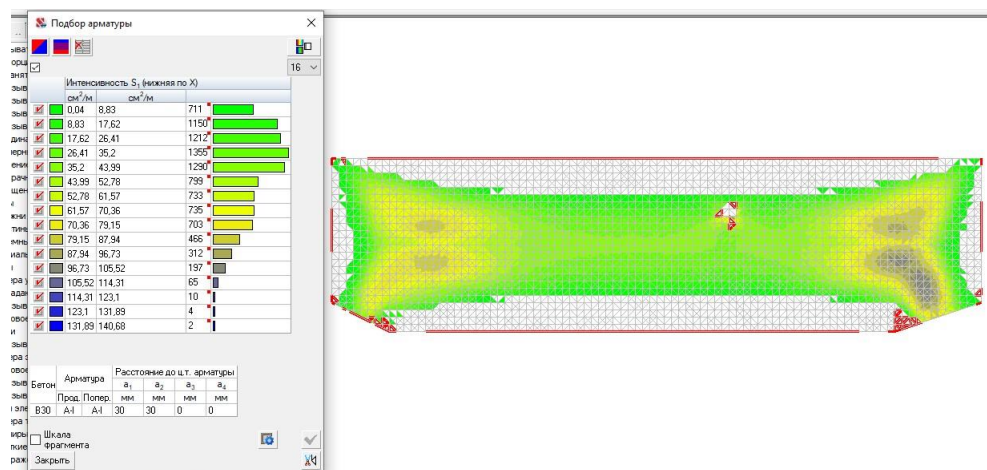 Подбор арматуры
16
Интенсивность S1 (нижняя по X)
см²/м см²/м
0,04 8,83 711
8,83 17,62 1150
17,62 26,41 1212
26,41 35,2 1355
35,2 43,99 1290
43,99 52,78 799
52,78 61,57 733
61,57 70,36 735
70,36 79,15 703
79,15 87,94 466
87,94 96,73 312
96,73 105,52 197
105,52 114,31 65
114,31 123,1 10
123,1 131,89 4
131,89 140,68 2
Бетон Арматура Расстояние до ц.т. арматуры
a1 a2 a3 a4
Прод. Попер. мм мм мм мм
B30 A-I A-I 30 30 0 0
Шкала
фрагмента
Закрыть